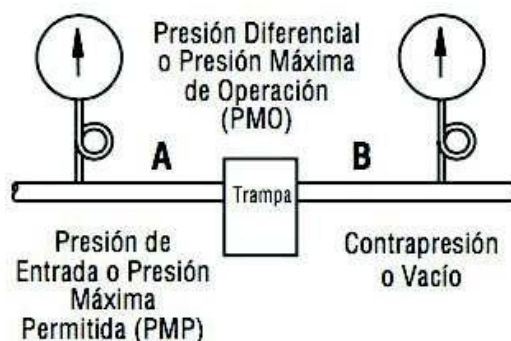 Presión Diferencial
o Presión Máxima
de Operación
(PMO)
A
B
Trampa
Presión de
Entrada o Presión
Máxima
Permitida (PMP)
Contrapresión
o Vacío